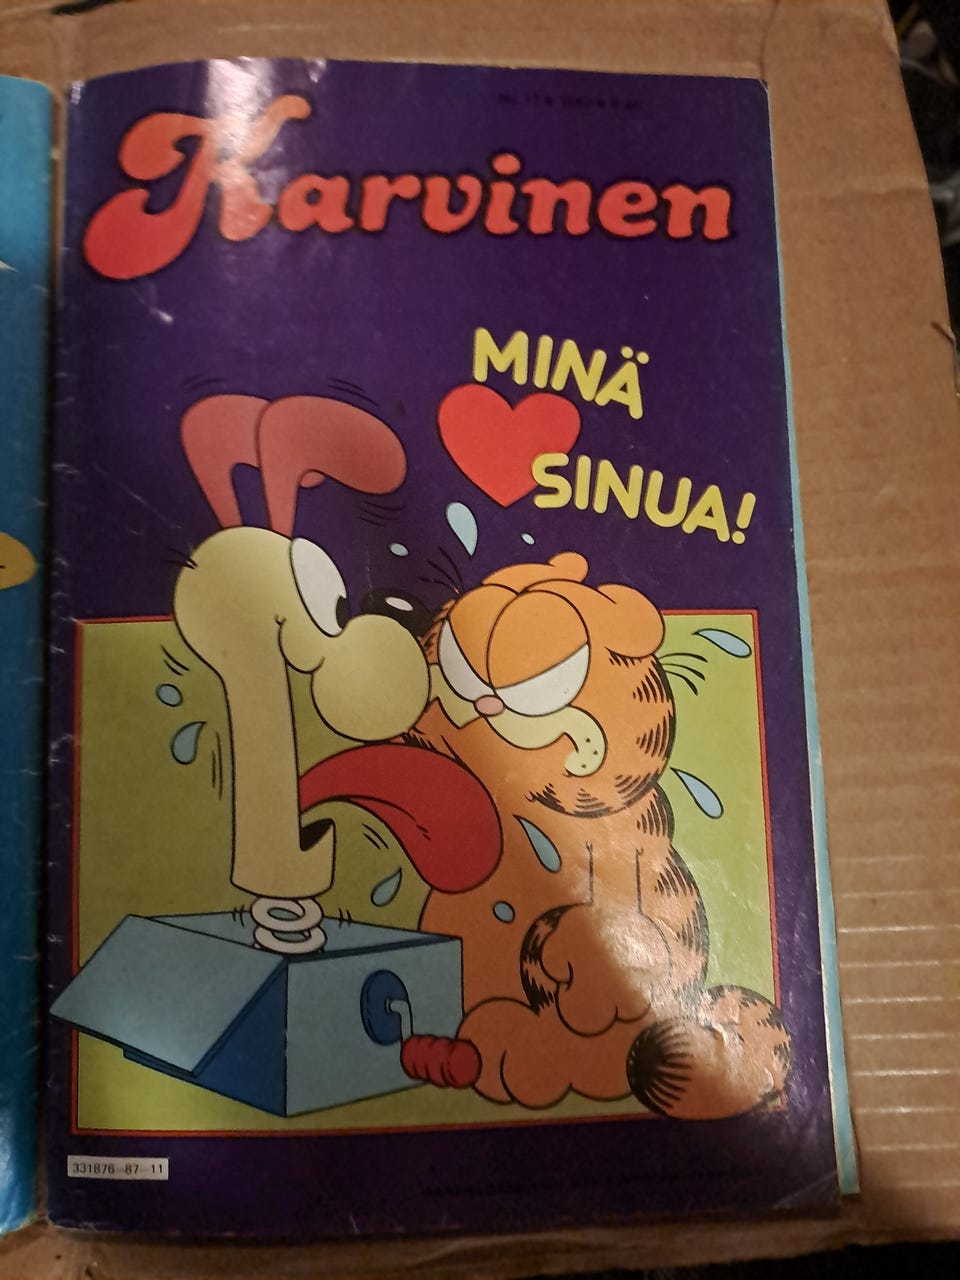 Karvinen
MINÄ
SINUA!
331876-87-11